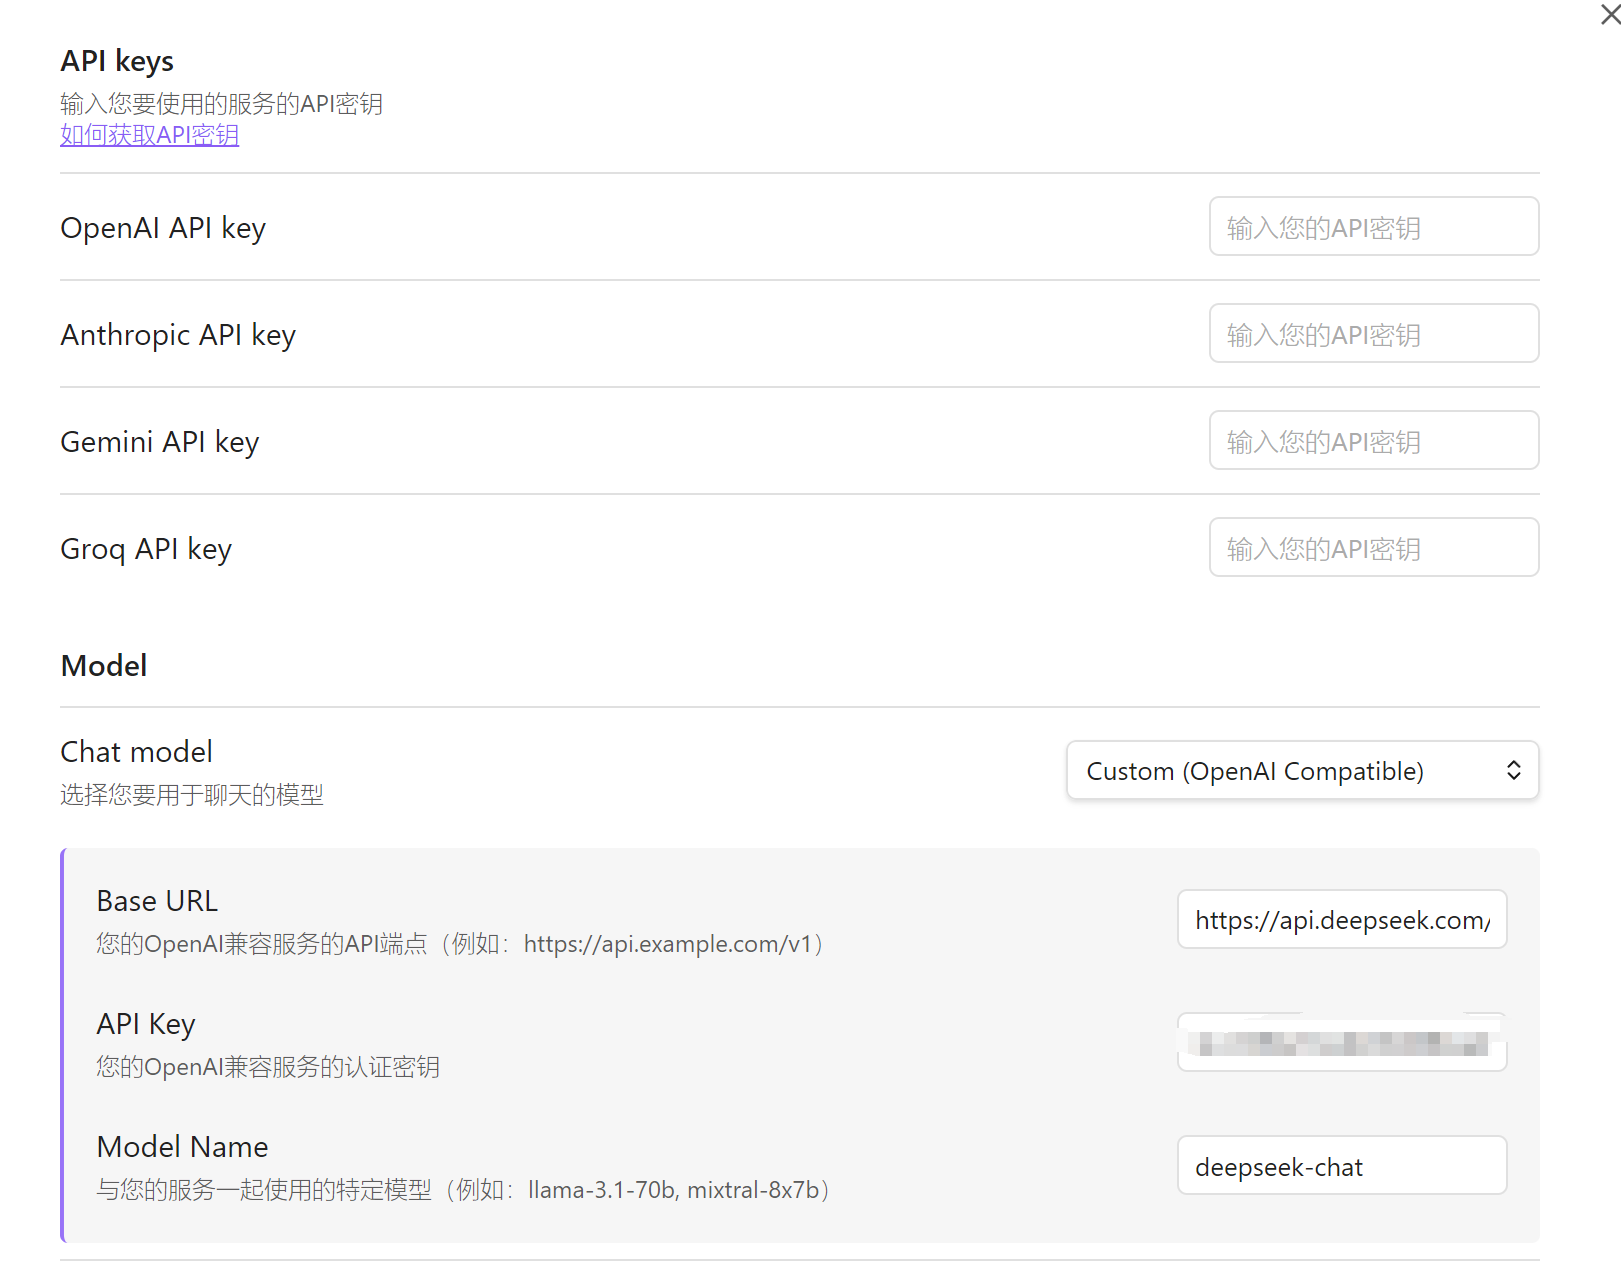 API keys
输入您要使用的服务的API密钥
如何获取API密钥
OpenAI API key
输入您的API密钥
Anthropic API key
输入您的API密钥
Gemini API key
输入您的API密钥
Groq API key
输入您的API密钥
Model
Chat model
Custom (OpenAI Compatible)
选择您要用于聊天的模型
Base URL
https://api.deepseek.com/
您的OpenAI兼容服务的API端点（例如：https://api.example.com/v1）
API Key
您的OpenAI兼容服务的认证密钥
Model Name
deepseek-chat
与您的服务一起使用的特定模型（例如：llama-3.1-70b, mixtral-8x7b）